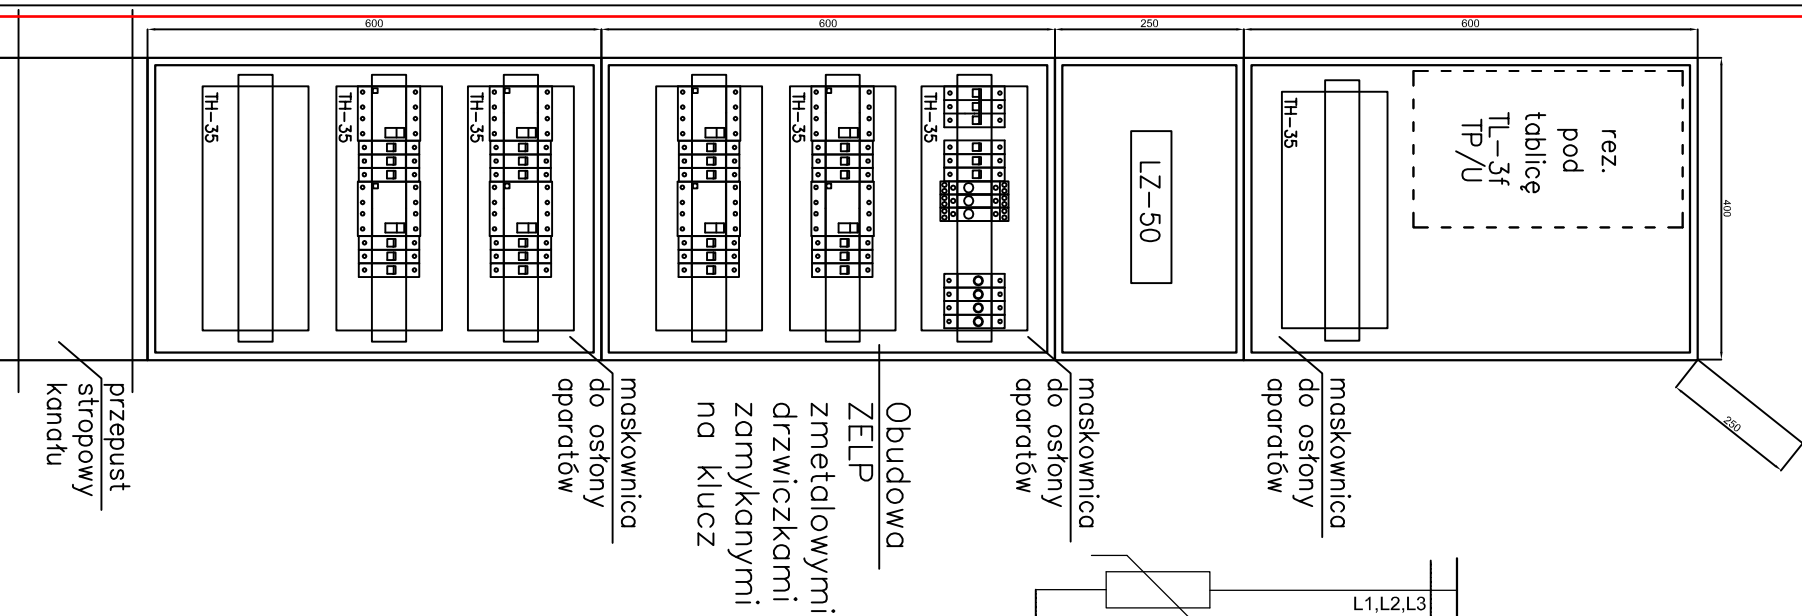 600
600
250
600
TH-35
TH-35
TH-35
TH-35
TH-35
TH-35
LZ-50
rez.
pod
tablicę
TL-3f
TP/U
400
250
przepust
stropowy
kanału
maskownica
do osłony
aparatów
Obudowa
ZELP
zmetalowymi
drzwiczkami
zamykanymi
na klucz
maskownica
do osłony
aparatów
maskownica
do osłony
aparatów
L1,L2,L3